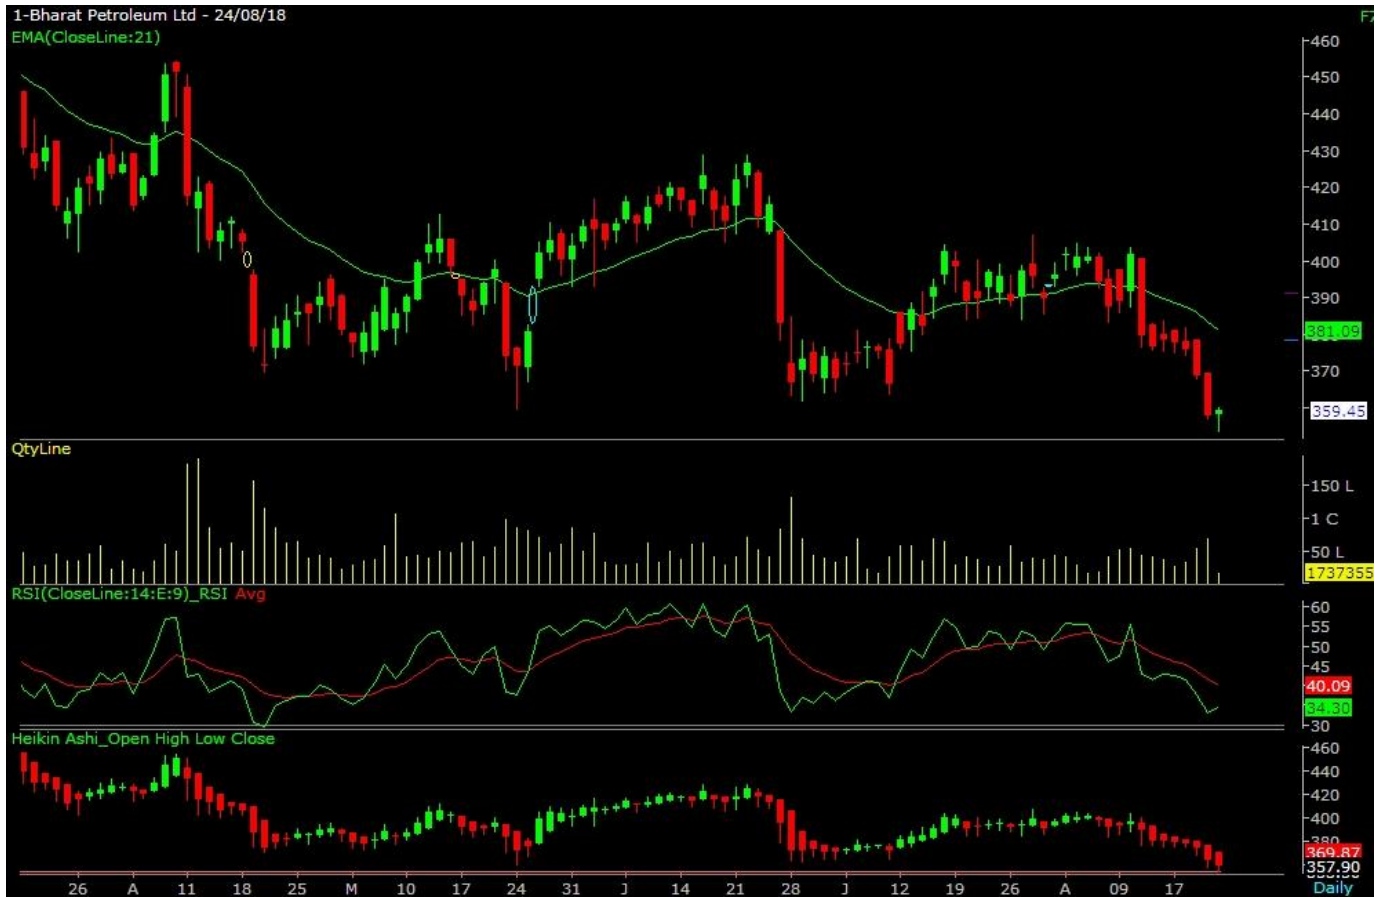 1-Bharat Petroleum Ltd - 24/08/18
EMA(CloseLine:21)
460
450
440
430
420
410
400
390
381.09
370
359.45
QtyLine
150 L
1 C
50 L
1737355
RSI(CloseLine:14:E:9)_RSI Avg
60
55
50
45
40.09
34.30
30
Heikin Ashi_Open High Low Close
460
440
420
400
380
369.87
357.90
26 A 11 18 25 M 10 17 24 31 J 14 21 28 J 12 19 26 A 09 17 Daily